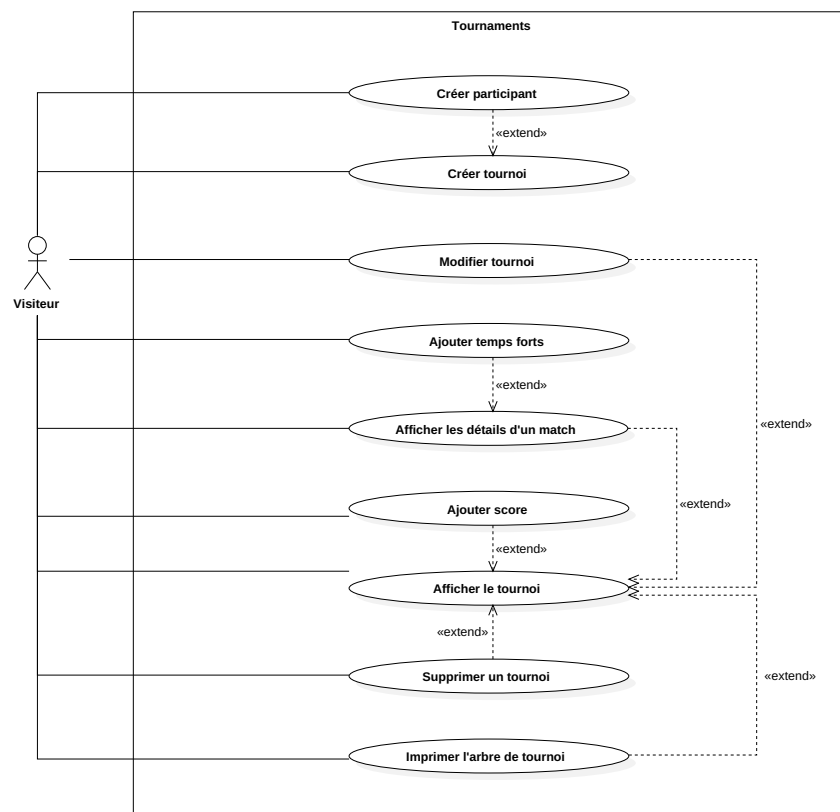 Tournaments
Créer participant
«extend»
Créer tournoi
Modifier tournoi
Visiteur
Ajouter temps forts
«extend»
Afficher les détails d'un match
«extend»
Ajouter score
«extend»
«extend»
Afficher le tournoi
«extend»
Supprimer un tournoi
«extend»
Imprimer l'arbre de tournoi